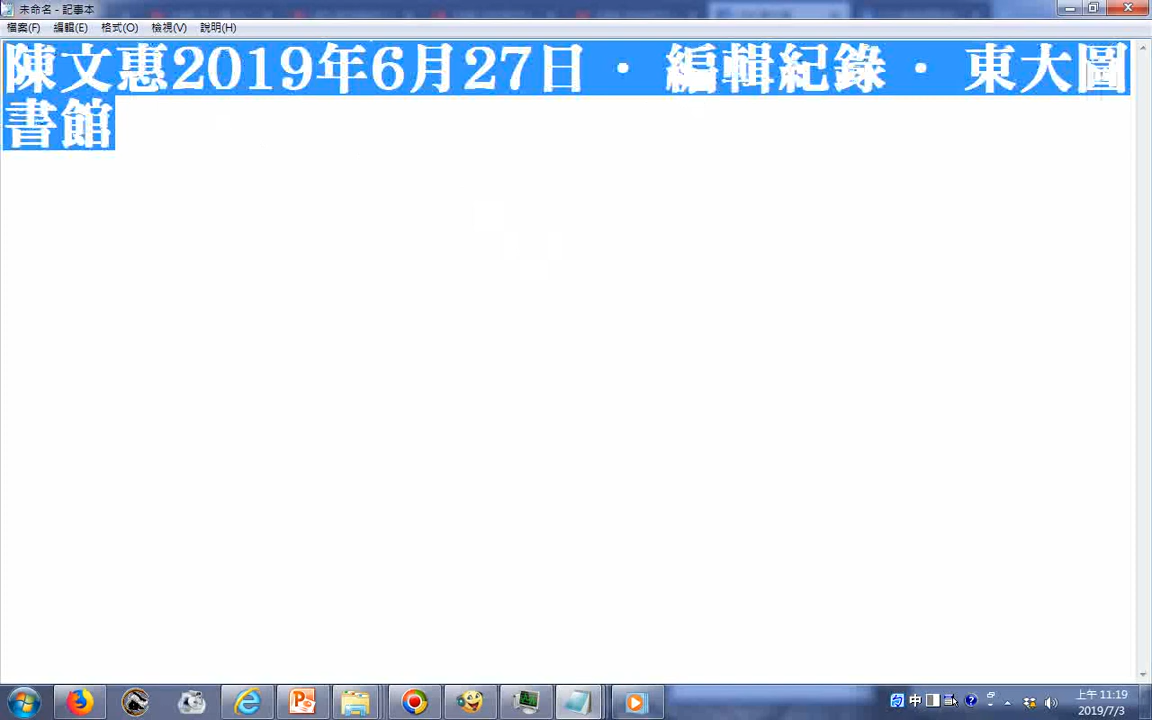 未命名 - 記事本
檔案(F) 編輯(E) 格式(O) 檢視(V) 說明(H)
陳文惠2019年6月27日 · 編輯紀錄 · 東大圖
書館
中
上午 11:19
2019/7/3